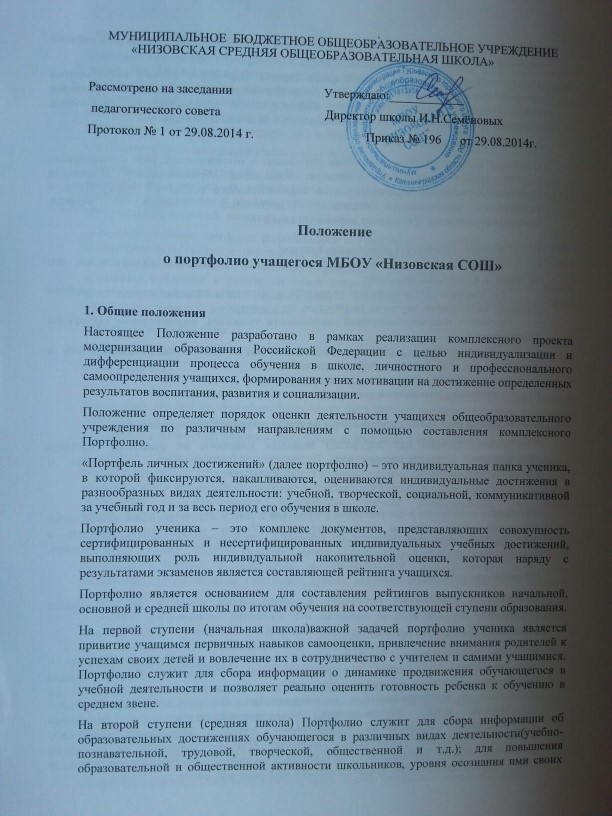 МУНИЦИПАЛЬНОЕ БЮДЖЕТНОЕ ОБЩЕОБРАЗОВАТЕЛЬНОЕ УЧРЕЖДЕНИЕ
«НИЗОВСКАЯ СРЕДНЯЯ ОБЩЕОБРАЗОВАТЕЛЬНАЯ ШКОЛА»
Рассмотрено на заседании
педагогического совета
Протокол № 1 от 29.08.2014 г.
Утверждаю:
Директор школы И.Н.Семёновых
Приказ № 196 от 29.08.2014г.
Положение
о портфолио учащегося МБОУ «Низовская СОШ»
1. Общие положения
Настоящее Положение разработано в рамках реализации комплексного проекта
модернизации образования Российской Федерации с целью индивидуализации и
дифференциации процесса обучения в школе, личностного и профессионального
самоопределения учащихся, формирования у них мотивации на достижение определенных
результатов воспитания, развития и социализации.
Положение определяет порядок оценки деятельности учащихся общеобразовательного
учреждения по различным направлениям с помощью составления комплексного
Портфолио.
«Портфель личных достижений» (далее портфолио) – это индивидуальная папка ученика,
в которой фиксируются, накапливаются, оцениваются индивидуальные достижения в
разнообразных видах деятельности: учебной, творческой, социальной, коммуникативной
за учебный год и за весь период его обучения в школе.
Портфолио ученика – это комплекс документов, представляющих совокупность
сертифицированных и несертифицированных индивидуальных учебных достижений,
выполняющих роль индивидуальной накопительной оценки, которая наряду с
результатами экзаменов является составляющей рейтинга учащихся.
Портфолио является основанием для составления рейтингов выпускников начальной,
основной и средней школы по итогам обучения на соответствующей ступени образования.
На первой ступени (начальная школа)важной задачей портфолио ученика является
привитие учащимся первичных навыков самооценки, привлечение внимания родителей к
успехам своих детей и вовлечение их в сотрудничество с учителем и самими учащимися.
Портфолио служит для сбора информации о динамике продвижения обучающегося в
учебной деятельности и позволяет реально оценить готовность ребенка к обучению в
среднем звене.
На второй ступени (средняя школа) Портфолио служит для сбора информации об
образовательных достижениях обучающегося в различных видах деятельности(учебно-
познавательной, трудовой, творческой, общественной и т.д.); для повышения
образовательной и общественной активности школьников, уровня осознания ими своих